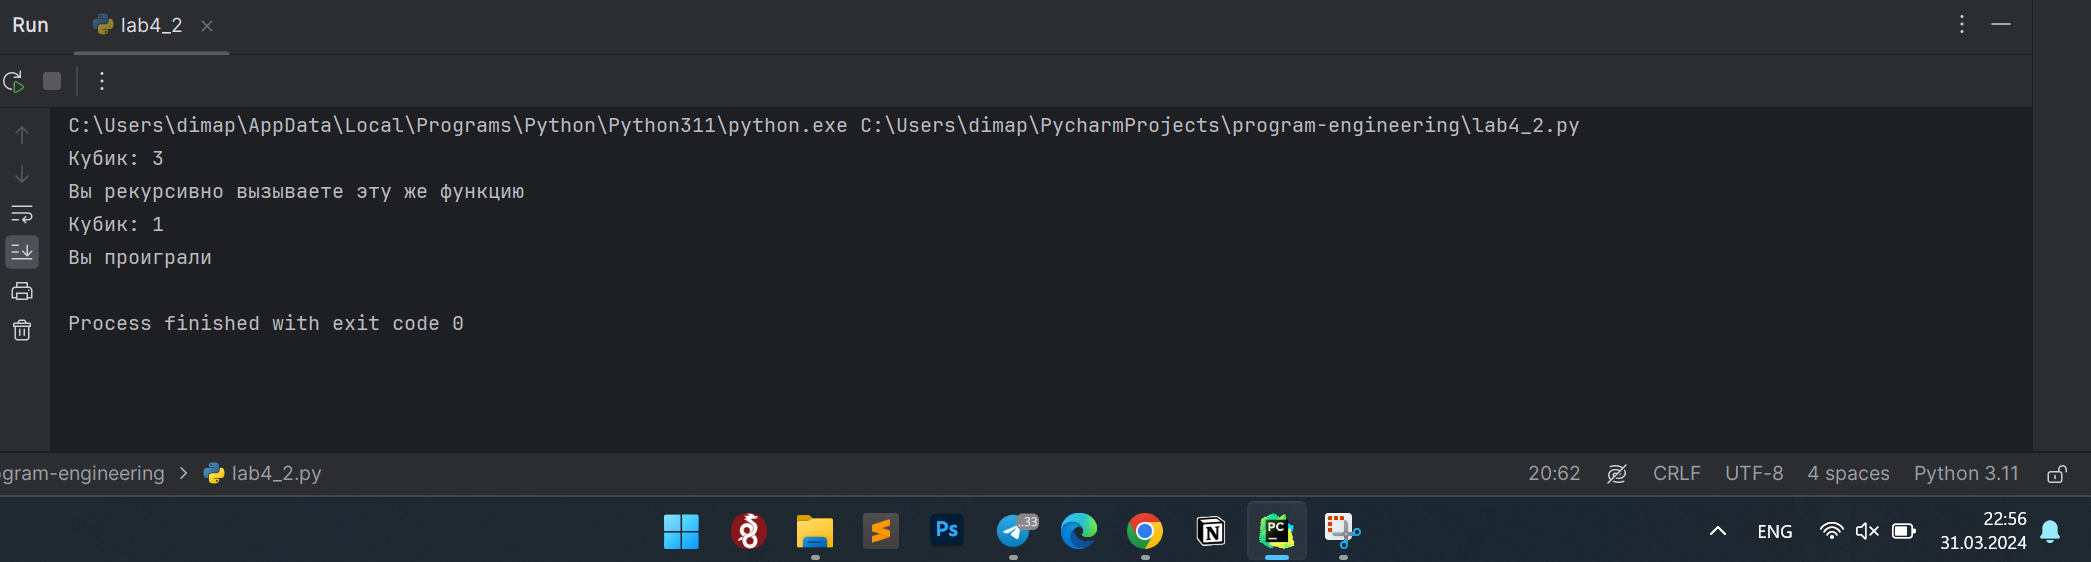 Run lab4_2
C:\Users\dimap\AppData\Local\Programs\Python\Python311\python.exe C:\Users\dimap\PycharmProjects\program-engineering\lab4_2.py
Кубик: 3
Вы рекурсивно вызываете эту же функцию
Кубик: 1
Вы проиграли
Process finished with exit code 0
gram-engineering > lab4_2.py 20:62 CRLF UTF-8 4 spaces Python 3.11
Ps ..33 N PC ENG 22:56
31.03.2024